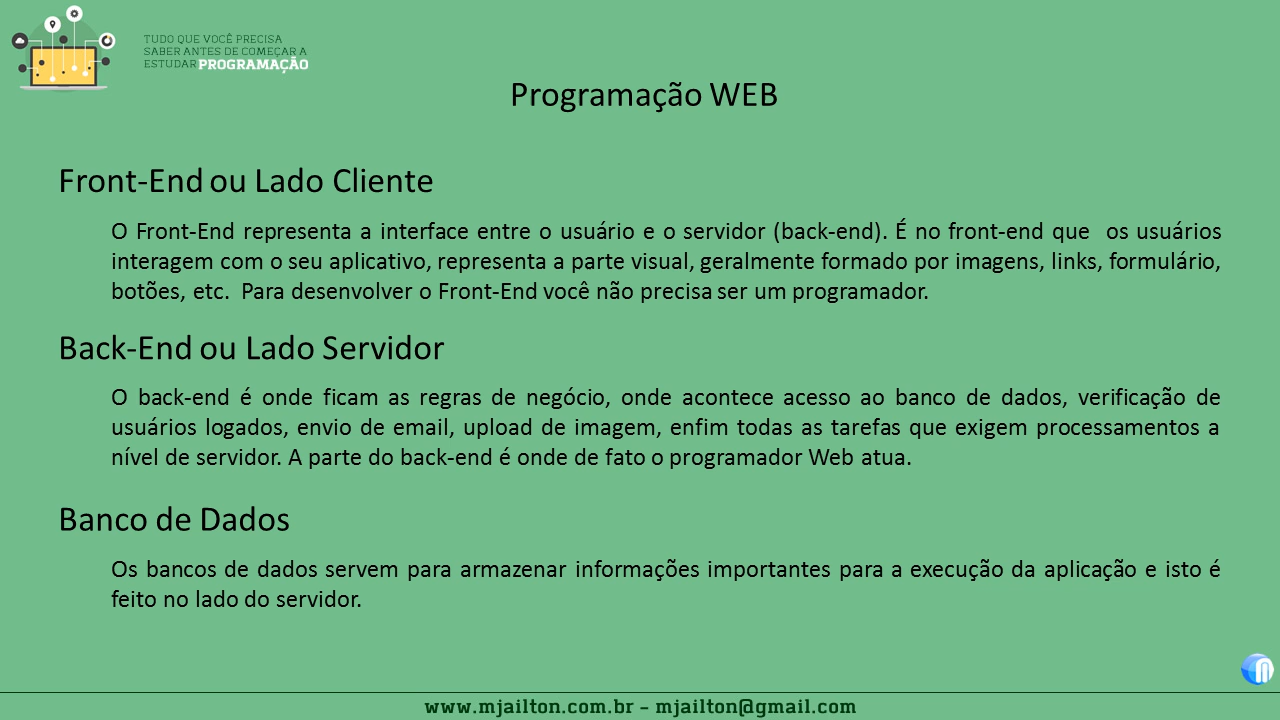 TUDO QUE VOCÊ PRECISA
SABER ANTES DE COMEÇAR A
ESTUDAR PROGRAMAÇÃO
Programação WEB
Front-End ou Lado Cliente
O Front-End representa a interface entre o usuário e o servidor (back-end). É no front-end que os usuários
interagem com o seu aplicativo, representa a parte visual, geralmente formado por imagens, links, formulário,
botões, etc. Para desenvolver o Front-End você não precisa ser um programador.
Back-End ou Lado Servidor
O back-end é onde ficam as regras de negócio, onde acontece acesso ao banco de dados, verificação de
usuários logados, envio de email, upload de imagem, enfim todas as tarefas que exigem processamentos a
nível de servidor. A parte do back-end é onde de fato o programador Web atua.
Banco de Dados
Os bancos de dados servem para armazenar informações importantes para a execução da aplicação e isto é
feito no lado do servidor.
www.mjailton.com.br – mjailton@gmail.com